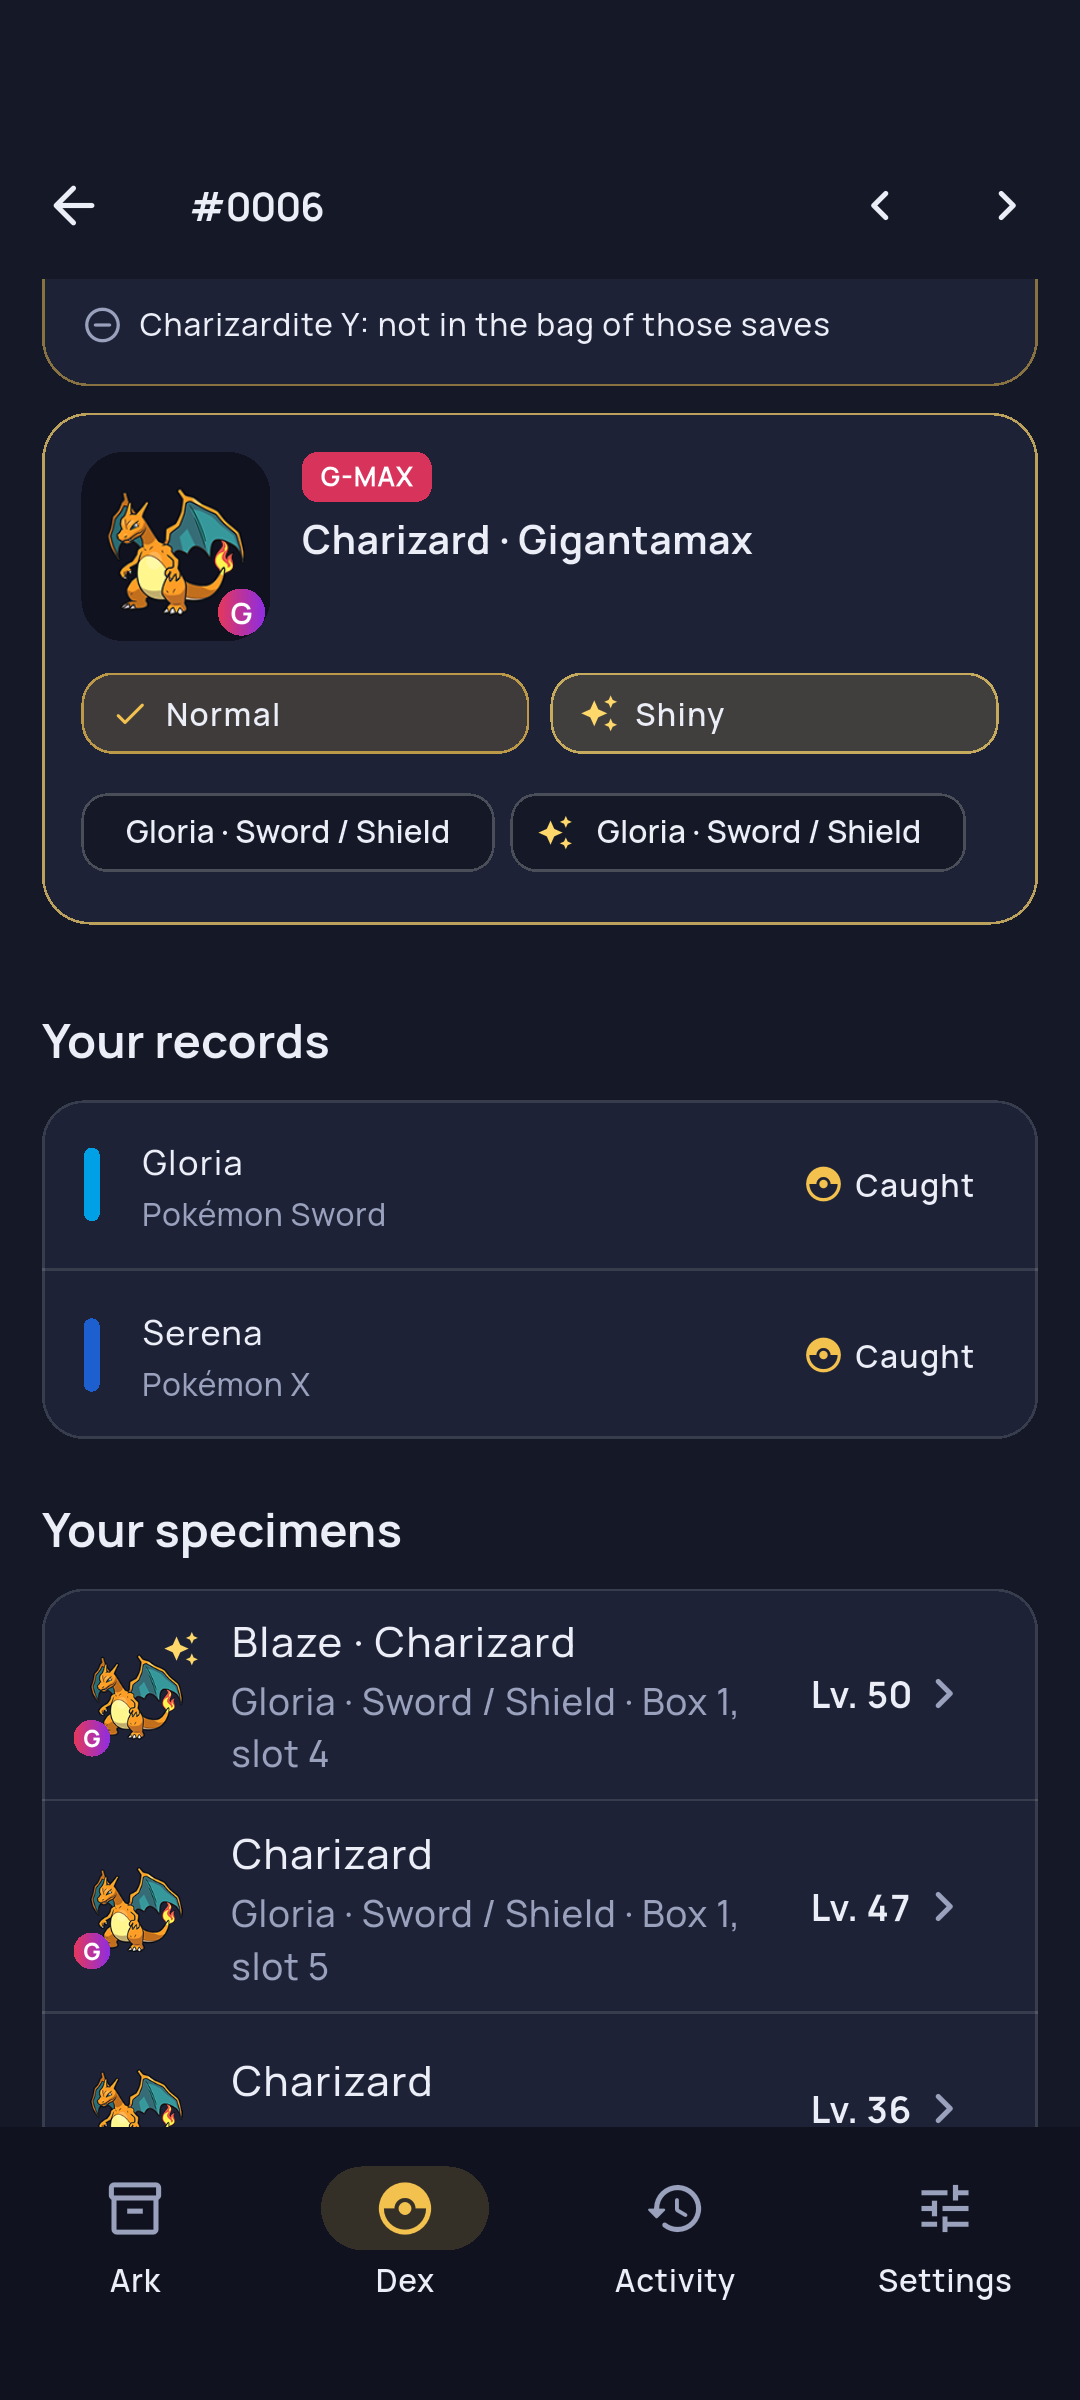 #0006
Charizardite Y: not in the bag of those saves
G-MAX
Charizard · Gigantamax
G
Normal
Shiny
Gloria · Sword / Shield
Gloria · Sword / Shield
Your records
Gloria
Pokémon Sword
Caught
Serena
Pokémon X
Caught
Your specimens
Blaze · Charizard
Gloria · Sword / Shield · Box 1,
slot 4
Lv. 50
G
Charizard
Gloria · Sword / Shield · Box 1,
slot 5
Lv. 47
G
Charizard
Lv. 36
Ark
Dex
Activity
Settings